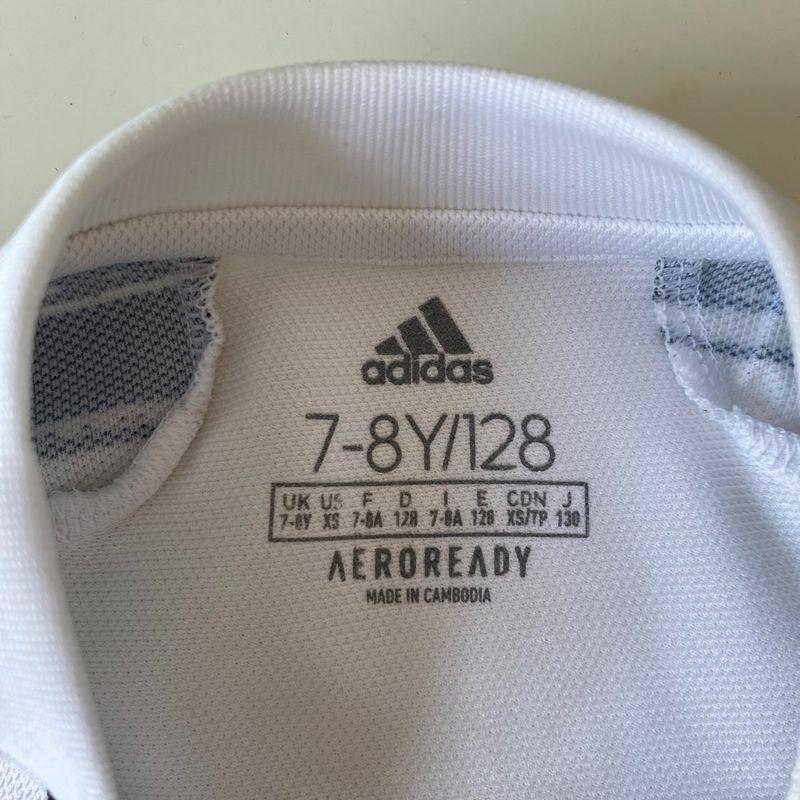 adidas
7-8Y/128
UK US F D I E CDN J
7-8Y XS 7-8A 128 7-8A 128 XS/TP 130
AEROREADY
MADE IN CAMBODIA